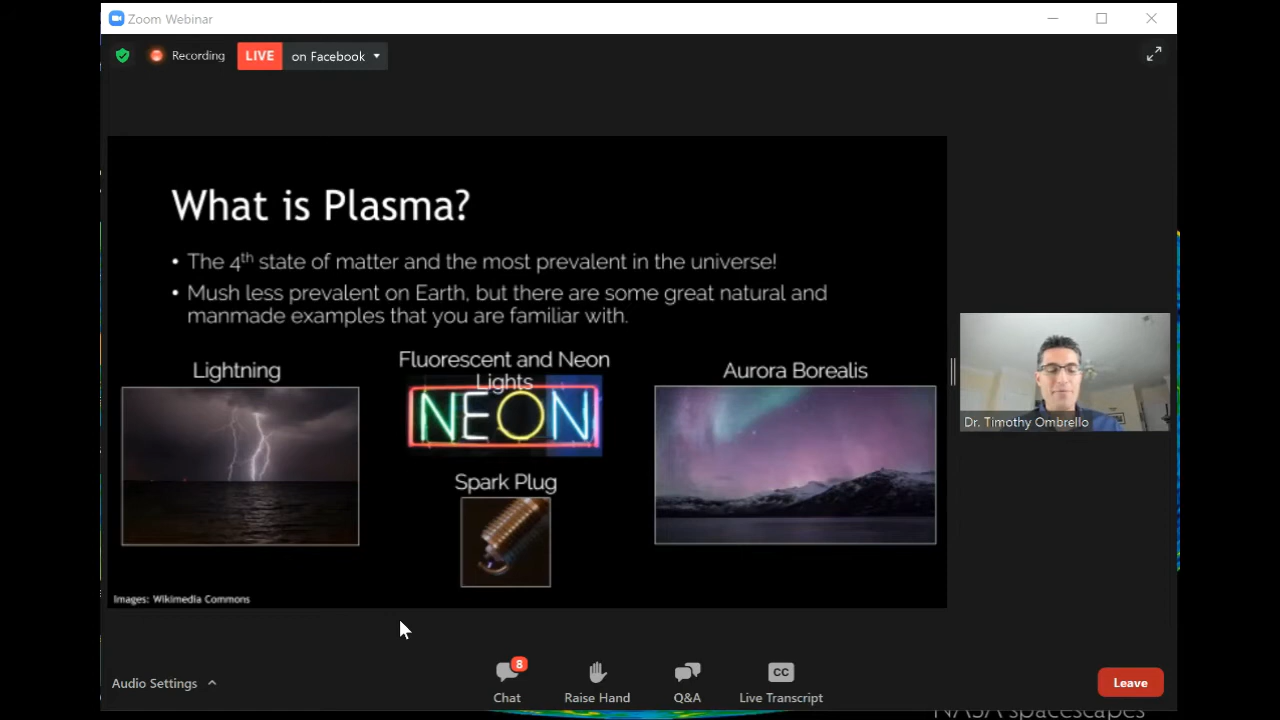 Zoom Webinar
Recording
LIVE
on Facebook
What is Plasma?
• The 4th state of matter and the most prevalent in the universe!
• Mush less prevalent on Earth, but there are some great natural and
manmade examples that you are familiar with.
Lightning
Fluorescent and Neon
Lights
NEON
Spark Plug
Aurora Borealis
Images: Wikimedia Commons
Dr. Timothy Ombrello
Audio Settings
8
Chat
Raise Hand
Q&A
CC
Live Transcript
Leave
NASA spacescapes